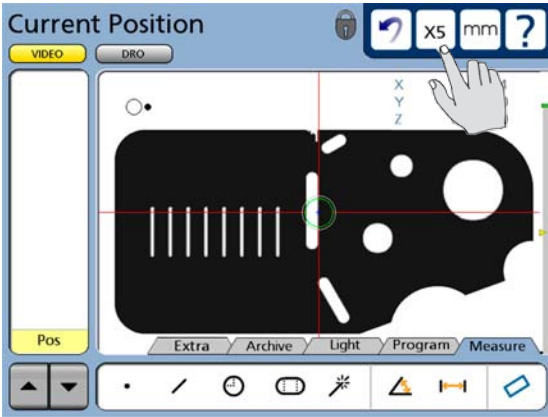 Current Position
X5 mm ?
VIDEO DRO
X
Y
Z
Pos
Extra Archive Light Program Measure